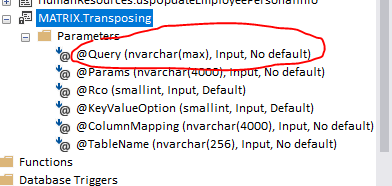 HumanResources.uspUpdateEmployeePersonalInfo
MATRIX.Transposing
Parameters
@Query (nvarchar(max), Input, No default)
@Params (nvarchar(4000), Input, No default)
@Rco (smallint, Input, Default)
@KeyValueOption (smallint, Input, Default)
@ColumnMapping (nvarchar(4000), Input, No default)
@TableName (nvarchar(256), Input, No default)
Functions
Database Triggers